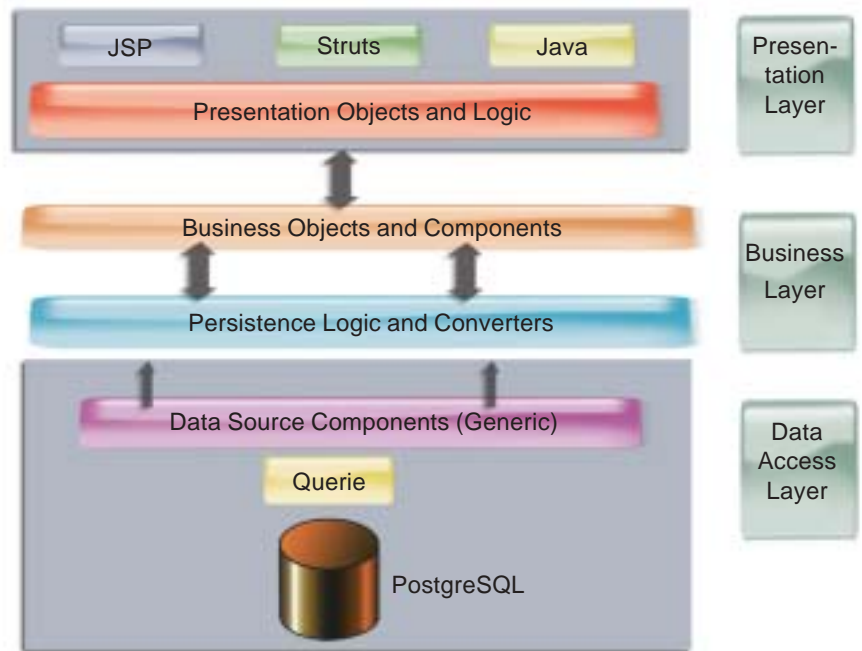 JSP
Struts
Java
Presentation Objects and Logic
Presen-
tation
Layer
Business Objects and Components
Persistence Logic and Converters
Business
Layer
Data Source Components (Generic)
Querie
PostgreSQL
Data
Access
Layer